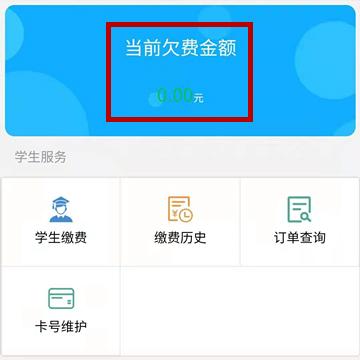 当前欠费金额
0.00元
学生服务
学生缴费
缴费历史
订单查询
卡号维护